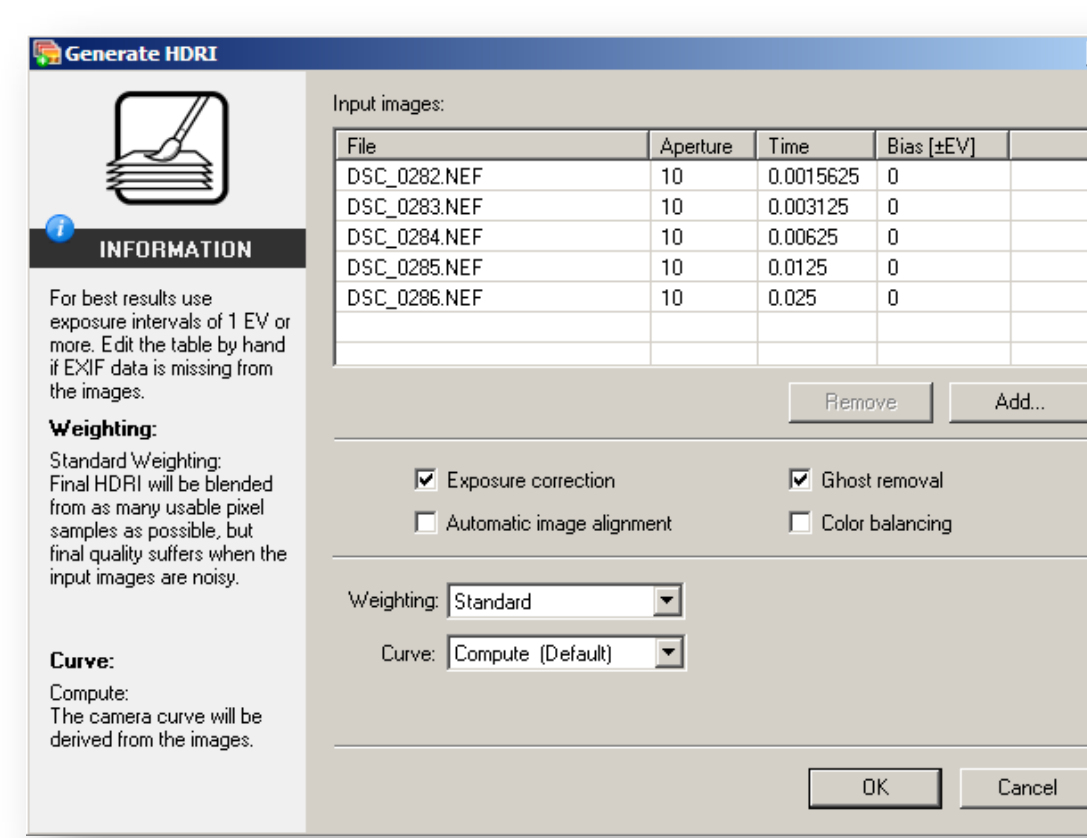 Generate HDRI
INFORMATION
For best results use
exposure intervals of 1 EV or
more. Edit the table by hand
if EXIF data is missing from
the images.
Weighting:
Standard Weighting:
Final HDRI will be blended
from as many usable pixel
samples as possible, but
final quality suffers when the
input images are noisy.
Curve:
Compute:
The camera curve will be
derived from the images.
Input images:
File Aperture Time Bias [±EV]
DSC_0282.NEF 10 0.0015625 0
DSC_0283.NEF 10 0.003125 0
DSC_0284.NEF 10 0.00625 0
DSC_0285.NEF 10 0.0125 0
DSC_0286.NEF 10 0.025 0
Remove Add...
Exposure correction Ghost removal
Automatic image alignment Color balancing
Weighting: Standard
Curve: Compute (Default)
OK Cancel